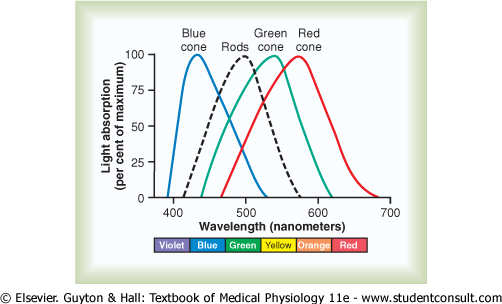 Blue cone
Rods
Green cone
Red cone
Light absorption
(per cent of maximum)
100
75
50
25
0
400
500
600
700
Wavelength (nanometers)
Violet Blue Green Yellow Orange Red
© Elsevier. Guyton & Hall: Textbook of Medical Physiology 11e - www.studentconsult.com